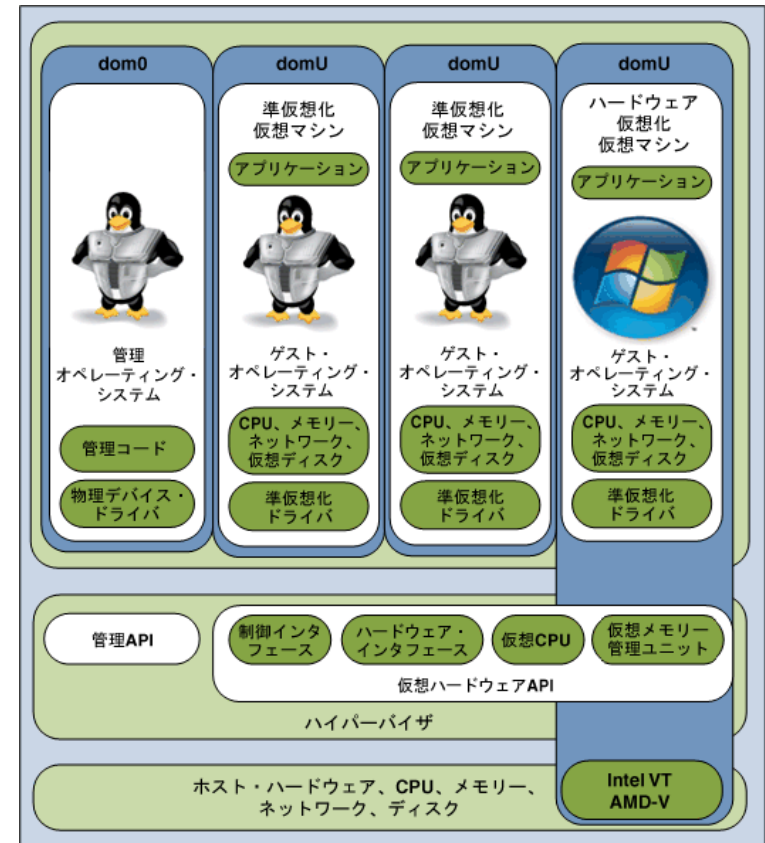 dom0
管理
オペレーティング・
システム
管理コード
物理デバイス・
ドライバ
domU
準仮想化
仮想マシン
アプリケーション
ゲスト・
オペレーティング・
システム
CPU、メモリー、
ネットワーク、
仮想ディスク
準仮想化
ドライバ
domU
準仮想化
仮想マシン
アプリケーション
ゲスト・
オペレーティング・
システム
CPU、メモリー、
ネットワーク、
仮想ディスク
準仮想化
ドライバ
domU
ハードウェア
仮想化
仮想マシン
アプリケーション
ゲスト・
オペレーティング・
システム
CPU、メモリー、
ネットワーク、
仮想ディスク
準仮想化
ドライバ
管理API
制御インタ
フェース
ハードウェア・
インタフェース
仮想CPU
仮想メモリー
管理ユニット
仮想ハードウェアAPI
ハイパーバイザ
ホスト・ハードウェア、CPU、メモリー、
ネットワーク、ディスク
Intel VT
AMD-V